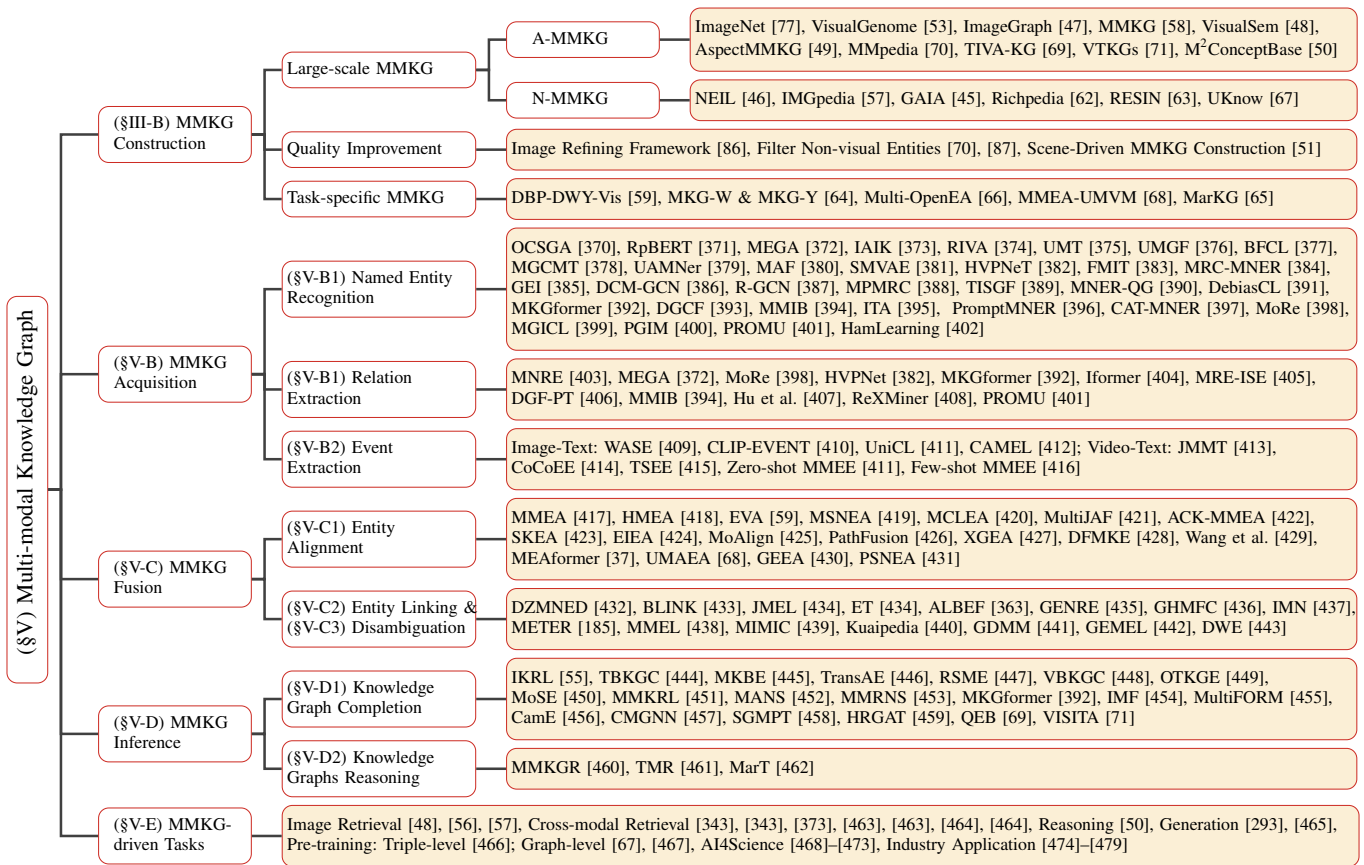 (§V) Multi-modal Knowledge Graph
(§III-B) MMKG
Construction
Large-scale MMKG
A-MMKG
ImageNet [77], VisualGenome [53], ImageGraph [47], MMKG [58], VisualSem [48],
AspectMMKG [49], MMpedia [70], TIVA-KG [69], VTKGs [71], M²ConceptBase [50]
N-MMKG
NEIL [46], IMGpedia [57], GAIA [45], Richpedia [62], RESIN [63], UKnow [67]
Quality Improvement
Image Refining Framework [86], Filter Non-visual Entities [70], [87], Scene-Driven MMKG Construction [51]
Task-specific MMKG
DBP-DWY-Vis [59], MKG-W & MKG-Y [64], Multi-OpenEA [66], MMEA-UMVM [68], MarKG [65]
(§V-B) MMKG
Acquisition
(§V-B1) Named Entity
Recognition
OCSGA [370], RpBERT [371], MEGA [372], IAIK [373], RIVA [374], UMT [375], UMGF [376], BFCL [377],
MGCMT [378], UAMNer [379], MAF [380], SMVAE [381], HVPNeT [382], FMIT [383], MRC-MNER [384],
GEI [385], DCM-GCN [386], R-GCN [387], MPMRC [388], TISGF [389], MNER-QG [390], DebiasCL [391],
MKGformer [392], DGCF [393], MMIB [394], ITA [395], PromptMNER [396], CAT-MNER [397], MoRe [398],
MGICL [399], PGIM [400], PROMU [401], HamLearning [402]
(§V-B1) Relation
Extraction
MNRE [403], MEGA [372], MoRe [398], HVPNet [382], MKGformer [392], Iformer [404], MRE-ISE [405],
DGF-PT [406], MMIB [394], Hu et al. [407], ReXMiner [408], PROMU [401]
(§V-B2) Event
Extraction
Image-Text: WASE [409], CLIP-EVENT [410], UniCL [411], CAMEL [412]; Video-Text: JMMT [413],
CoCoEE [414], TSEE [415], Zero-shot MMEE [411], Few-shot MMEE [416]
(§V-C) MMKG
Fusion
(§V-C1) Entity
Alignment
MMEA [417], HMEA [418], EVA [59], MSNEA [419], MCLEA [420], MultiJAF [421], ACK-MMEA [422],
SKEA [423], EIEA [424], MoAlign [425], PathFusion [426], XGEA [427], DFMKE [428], Wang et al. [429],
MEAformer [37], UMAEA [68], GEEA [430], PSNEA [431]
(§V-C2) Entity Linking &
(§V-C3) Disambiguation
DZMNED [432], BLINK [433], JMEL [434], ET [434], ALBEF [363], GENRE [435], GHMFC [436], IMN [437],
METER [185], MMEL [438], MIMIC [439], Kuaipedia [440], GDMM [441], GEMEL [442], DWE [443]
(§V-D) MMKG
Inference
(§V-D1) Knowledge
Graph Completion
IKRL [55], TBKGC [444], MKBE [445], TransAE [446], RSME [447], VBKGC [448], OTKGE [449],
MoSE [450], MMKRL [451], MANS [452], MMRNS [453], MKGformer [392], IMF [454], MultiFORM [455],
CamE [456], CMGNN [457], SGMPT [458], HRGAT [459], QEB [69], VISITA [71]
(§V-D2) Knowledge
Graphs Reasoning
MMKGR [460], TMR [461], MarT [462]
(§V-E) MMKG-
driven Tasks
Image Retrieval [48], [56], [57], Cross-modal Retrieval [343], [343], [373], [463], [463], [464], [464], Reasoning [50], Generation [293], [465],
Pre-training: Triple-level [466]; Graph-level [67], [467], AI4Science [468]–[473], Industry Application [474]–[479]